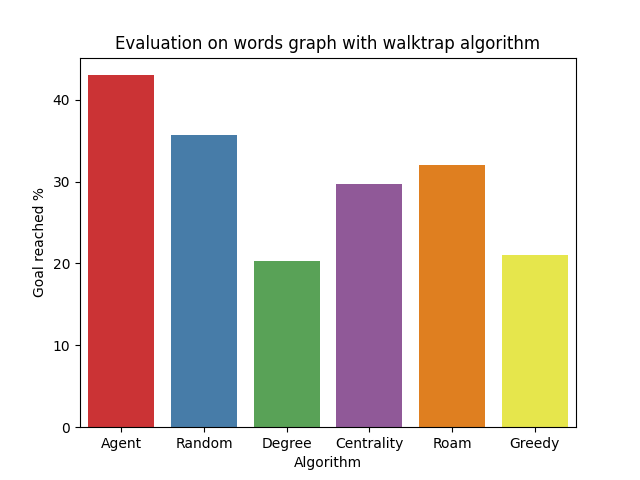 Evaluation on words graph with walktrap algorithm
40
30
20
10
0
Goal reached %
Agent Random Degree Centrality Roam Greedy
Algorithm